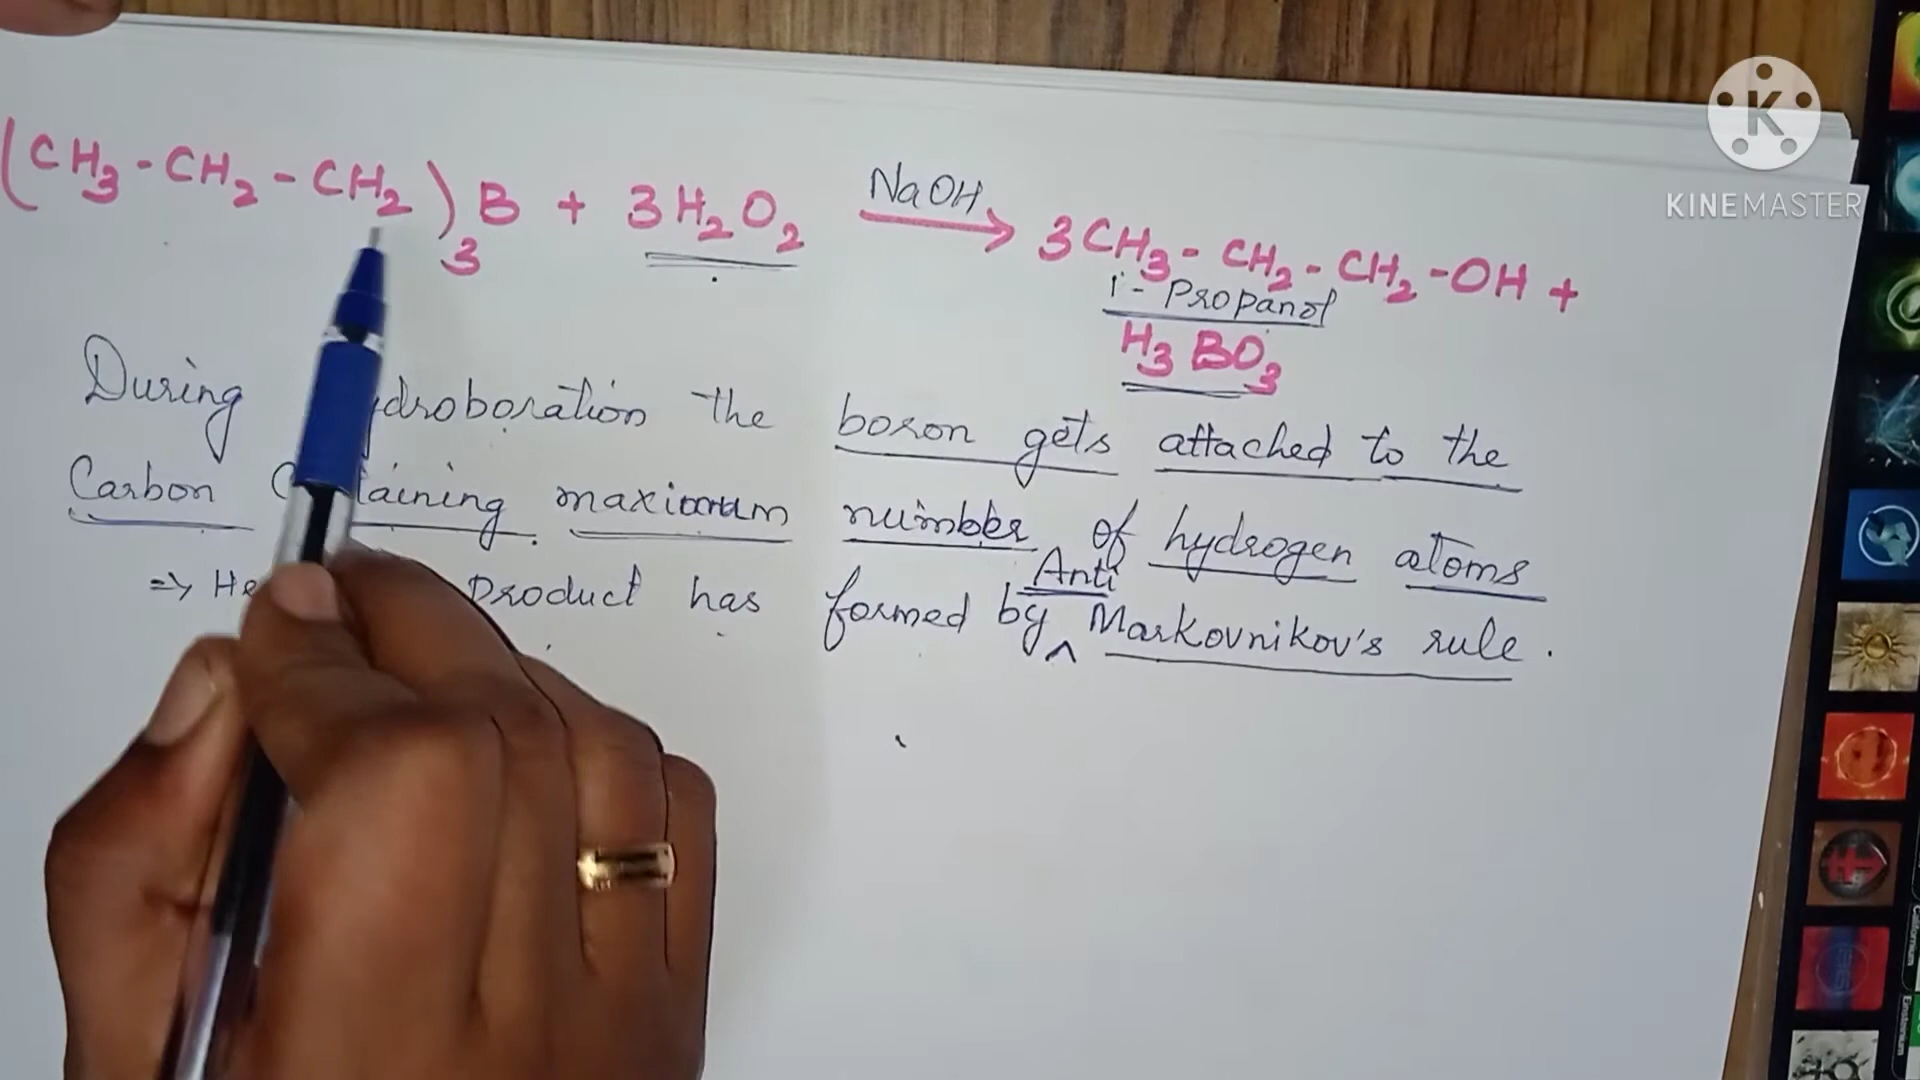 (CH₃-CH₂-CH₂)₃B + 3H₂O₂ NaOH→ 3CH₃-CH₂-CH₂-OH +
1-Propanol
H₃BO₃
During the boron gets attached to the
Carbon maximum number of hydrogen atoms
⇒ Product has formed by Anti Markovnikov's rule.
KINEMASTER